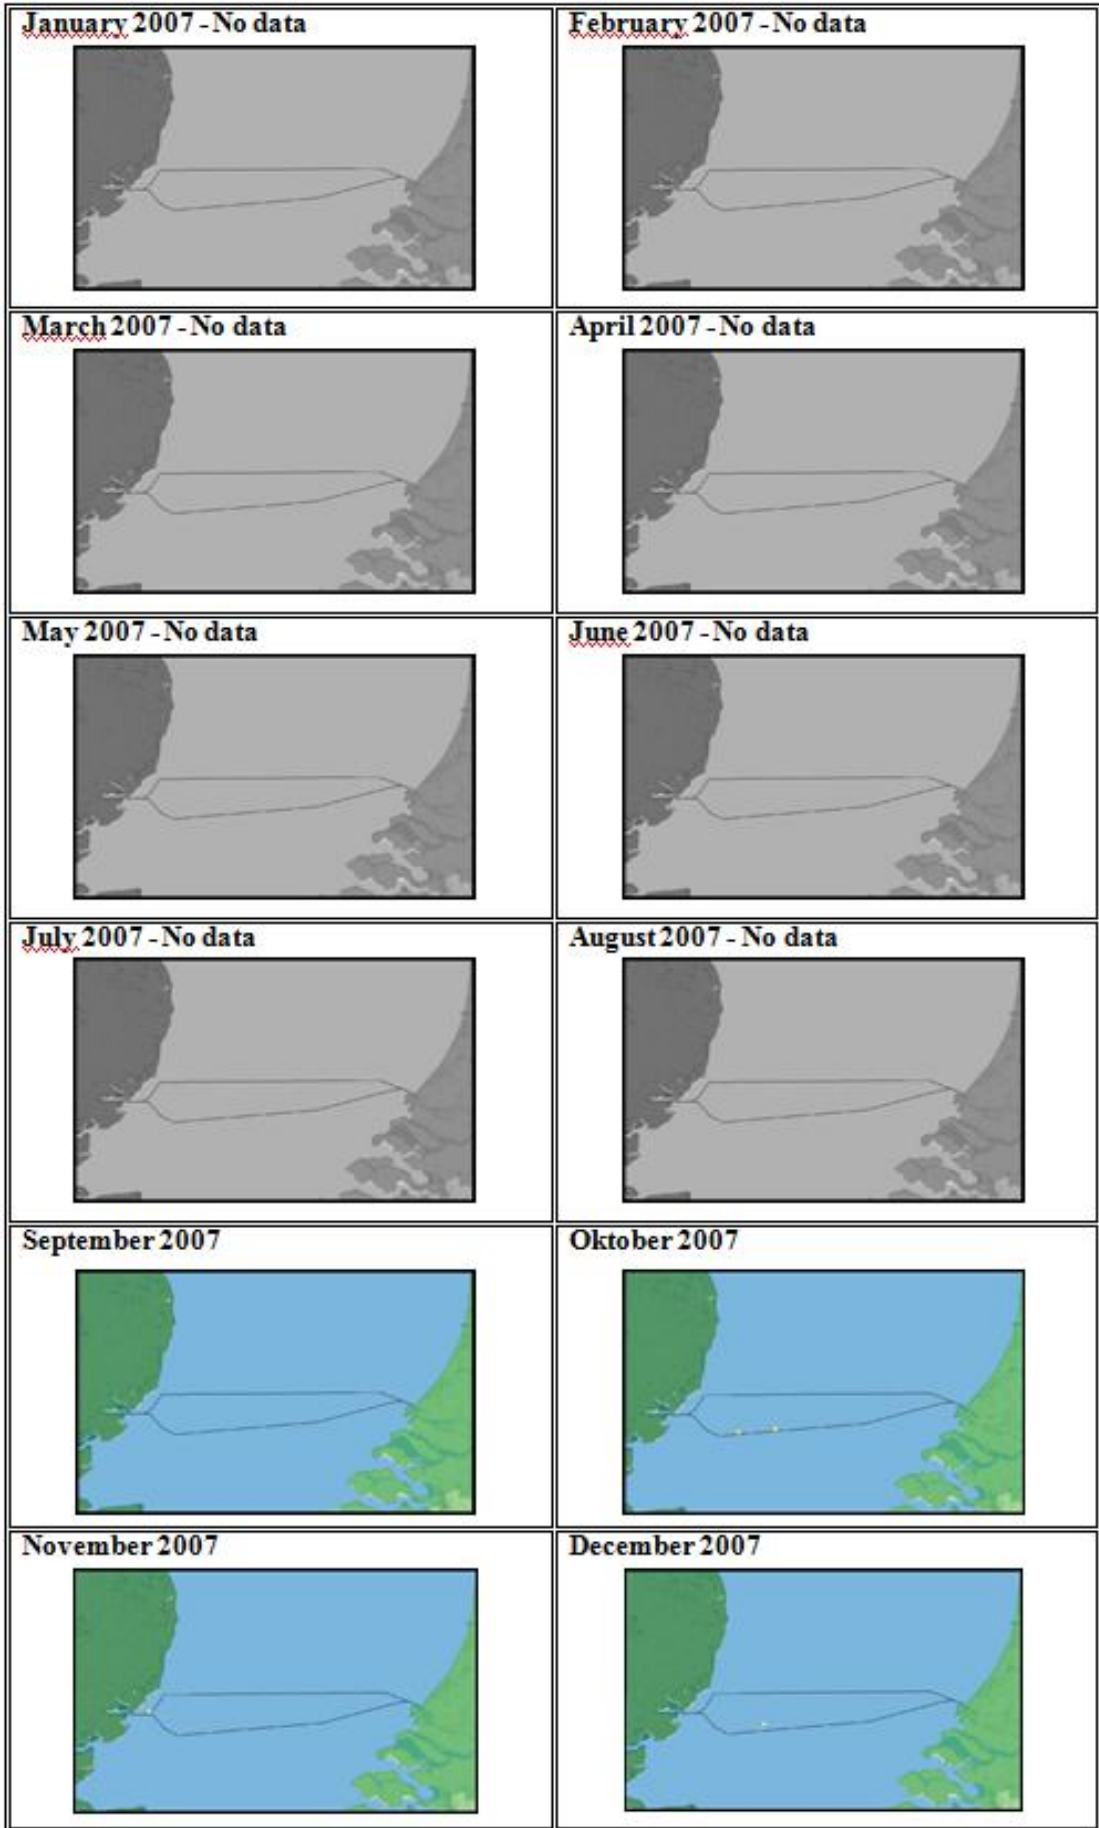 January 2007 - No data
February 2007 - No data
March 2007 - No data
April 2007 - No data
May 2007 - No data
June 2007 - No data
July 2007 - No data
August 2007 - No data
September 2007
Oktober 2007
November 2007
December 2007